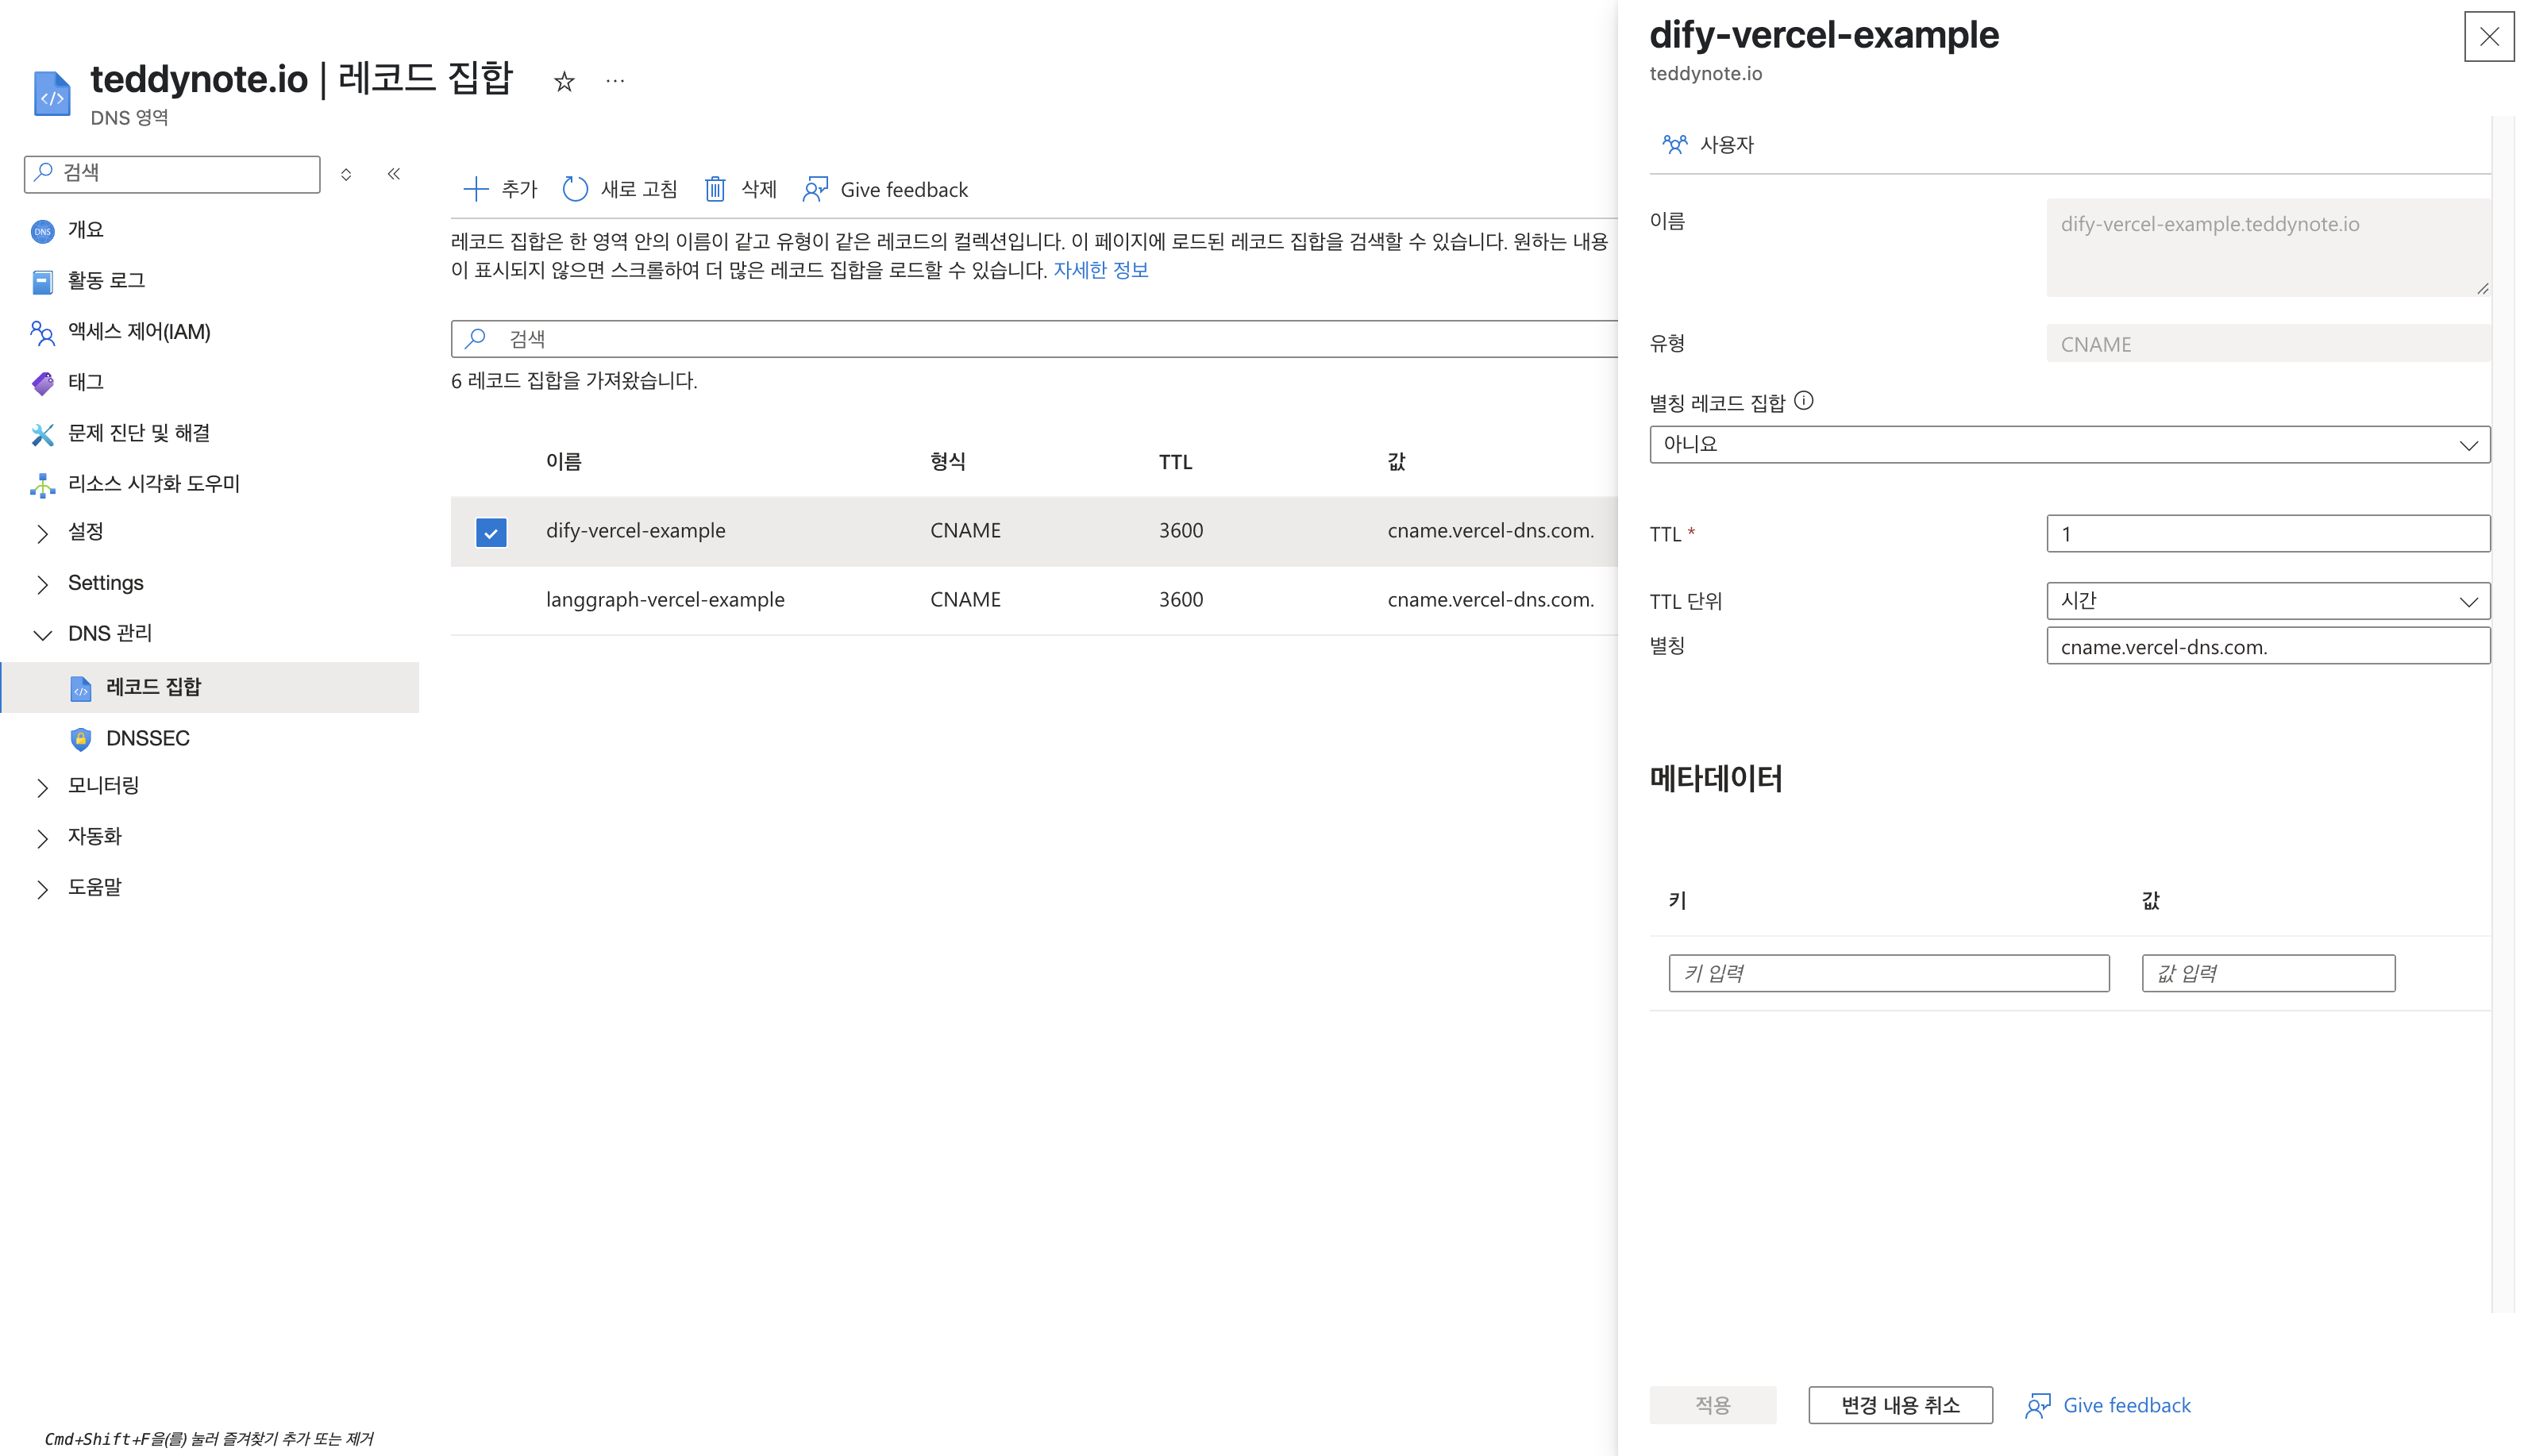 teddynote.io | 레코드 집합
DNS 영역
검색
개요
활동 로그
액세스 제어(IAM)
태그
문제 진단 및 해결
리소스 시각화 도우미
설정
Settings
DNS 관리
레코드 집합
DNSSEC
모니터링
자동화
도움말
Cmd+Shift+F을(를) 눌러 즐겨찾기 추가 또는 제거
추가 새로 고침 삭제 Give feedback
레코드 집합은 한 영역 안의 이름이 같고 유형이 같은 레코드의 컬렉션입니다. 이 페이지에 로드된 레코드 집합을 검색할 수 있습니다. 원하는 내용
이 표시되지 않으면 스크롤하여 더 많은 레코드 집합을 로드할 수 있습니다. 자세한 정보
검색
6 레코드 집합을 가져왔습니다.
이름 형식 TTL 값
dify-vercel-example CNAME 3600 cname.vercel-dns.com.
langgraph-vercel-example CNAME 3600 cname.vercel-dns.com.
dify-vercel-example
teddynote.io
사용자
이름 dify-vercel-example.teddynote.io
유형 CNAME
별칭 레코드 집합
아니요
TTL * 1
TTL 단위 시간
별칭 cname.vercel-dns.com.
메타데이터
키 값
키 입력 값 입력
적용 변경 내용 취소 Give feedback